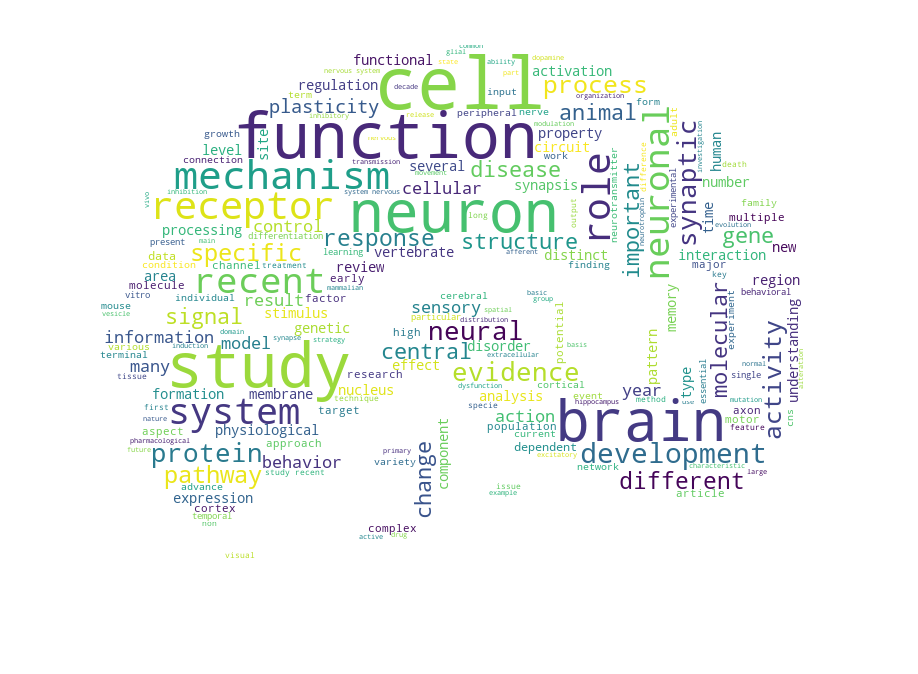 common
glial
functional
cell
ability
dopamine
nervous system
state
part
activation
regulation
decade
process
term
input
organization
plasticity
inhibitory
release
peripheral
nerve
animal
form
growth
function
modulation
adult
site
property
level
circuit
neuronal
synaptic
investigation
human
connection
transmission
work
role
several
disease
death
mechanism
movement
neurotransmitter
difference
experimental
inhibition
system nervous
cellular
synapsis
number
vivo
receptor
neuron
long
output
important
neurotrophin
time
family
multiple
control
evolution
processing
differentiation
response
structure
gene
new
present
main
learning
afferent
distinct
interaction
data
specific
vertebrate
finding
major
condition
channel
treatment
review
area
recent
early
key
region
molecule
mammalian
behavioral
vitro
individual
result
factor
cerebral
basic
group
mouse
vesicle
signal
stimulus
sensory
spatial
particular
distribution
memory
molecular
experiment
activity
understanding
alteration
genetic
neural
high
potential
information
domain
synapse
strategy
model
disorder
basis
various
induction
central
extracellular
pattern
terminal
many
study
effect
evidence
normal
tissue
research
type
essential
single
dysfunction
cortical
formation
membrane
nucleus
technique
analysis
event
year
method
mutation
first
system
target
specie
hippocampus
use
brain
axon
cns
nature
action
motor
aspect
physiological
population
current
feature
pharmacological
approach
change
component
dependent
development
future
protein
behavior
primary
variety
excitatory
network
characteristic
large
pathway
study recent
different
advance
issue
example
article
expression
cortex
temporal
non
complex
active
drug
visual